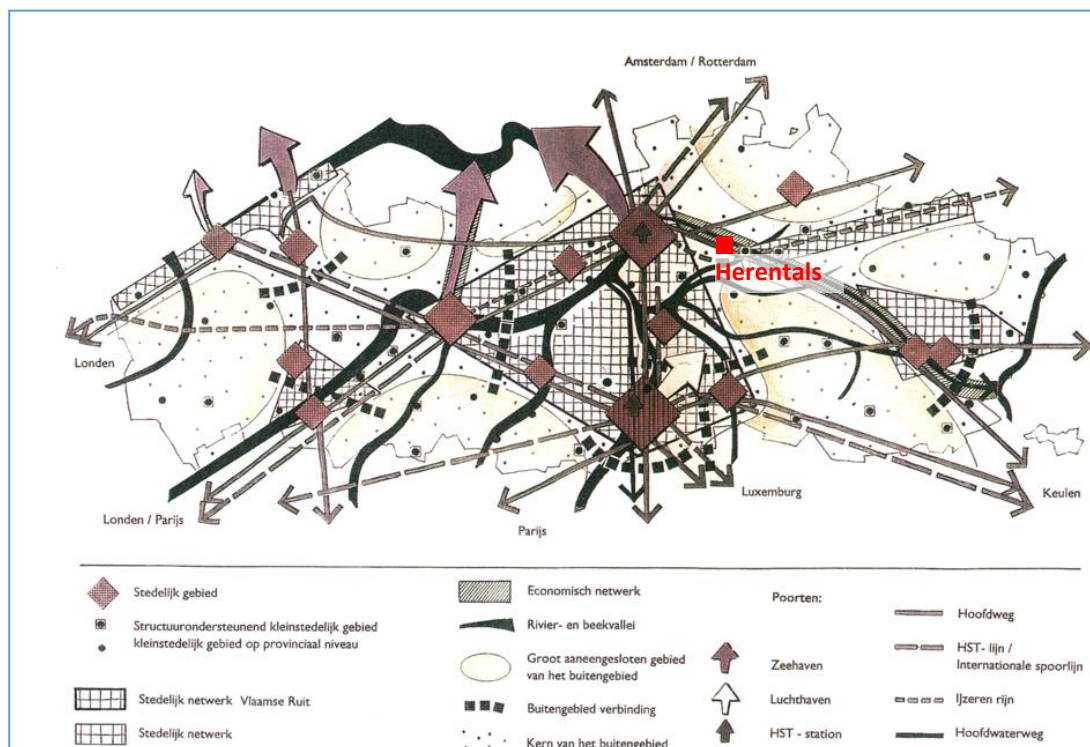 Amsterdam / Rotterdam
Herentals
Londen
Londen / Parijs
Parijs
Luxemburg
Keulen
Stedelijk gebied
Structuurondersteunend kleinstedelijk gebied
kleinstedelijk gebied op provinciaal niveau
Stedelijk netwerk Vlaamse Ruit
Stedelijk netwerk
Economisch netwerk
Rivier- en beekvallei
Groot aaneengesloten gebied
van het buitengebied
Buitengebied verbinding
Kern van het buitengebied
Poorten:
Zeehaven
Luchthaven
HST - station
Hoofdweg
HST- lijn /
Internationale spoorlijn
IJzeren rijn
Hoofdwaterweg